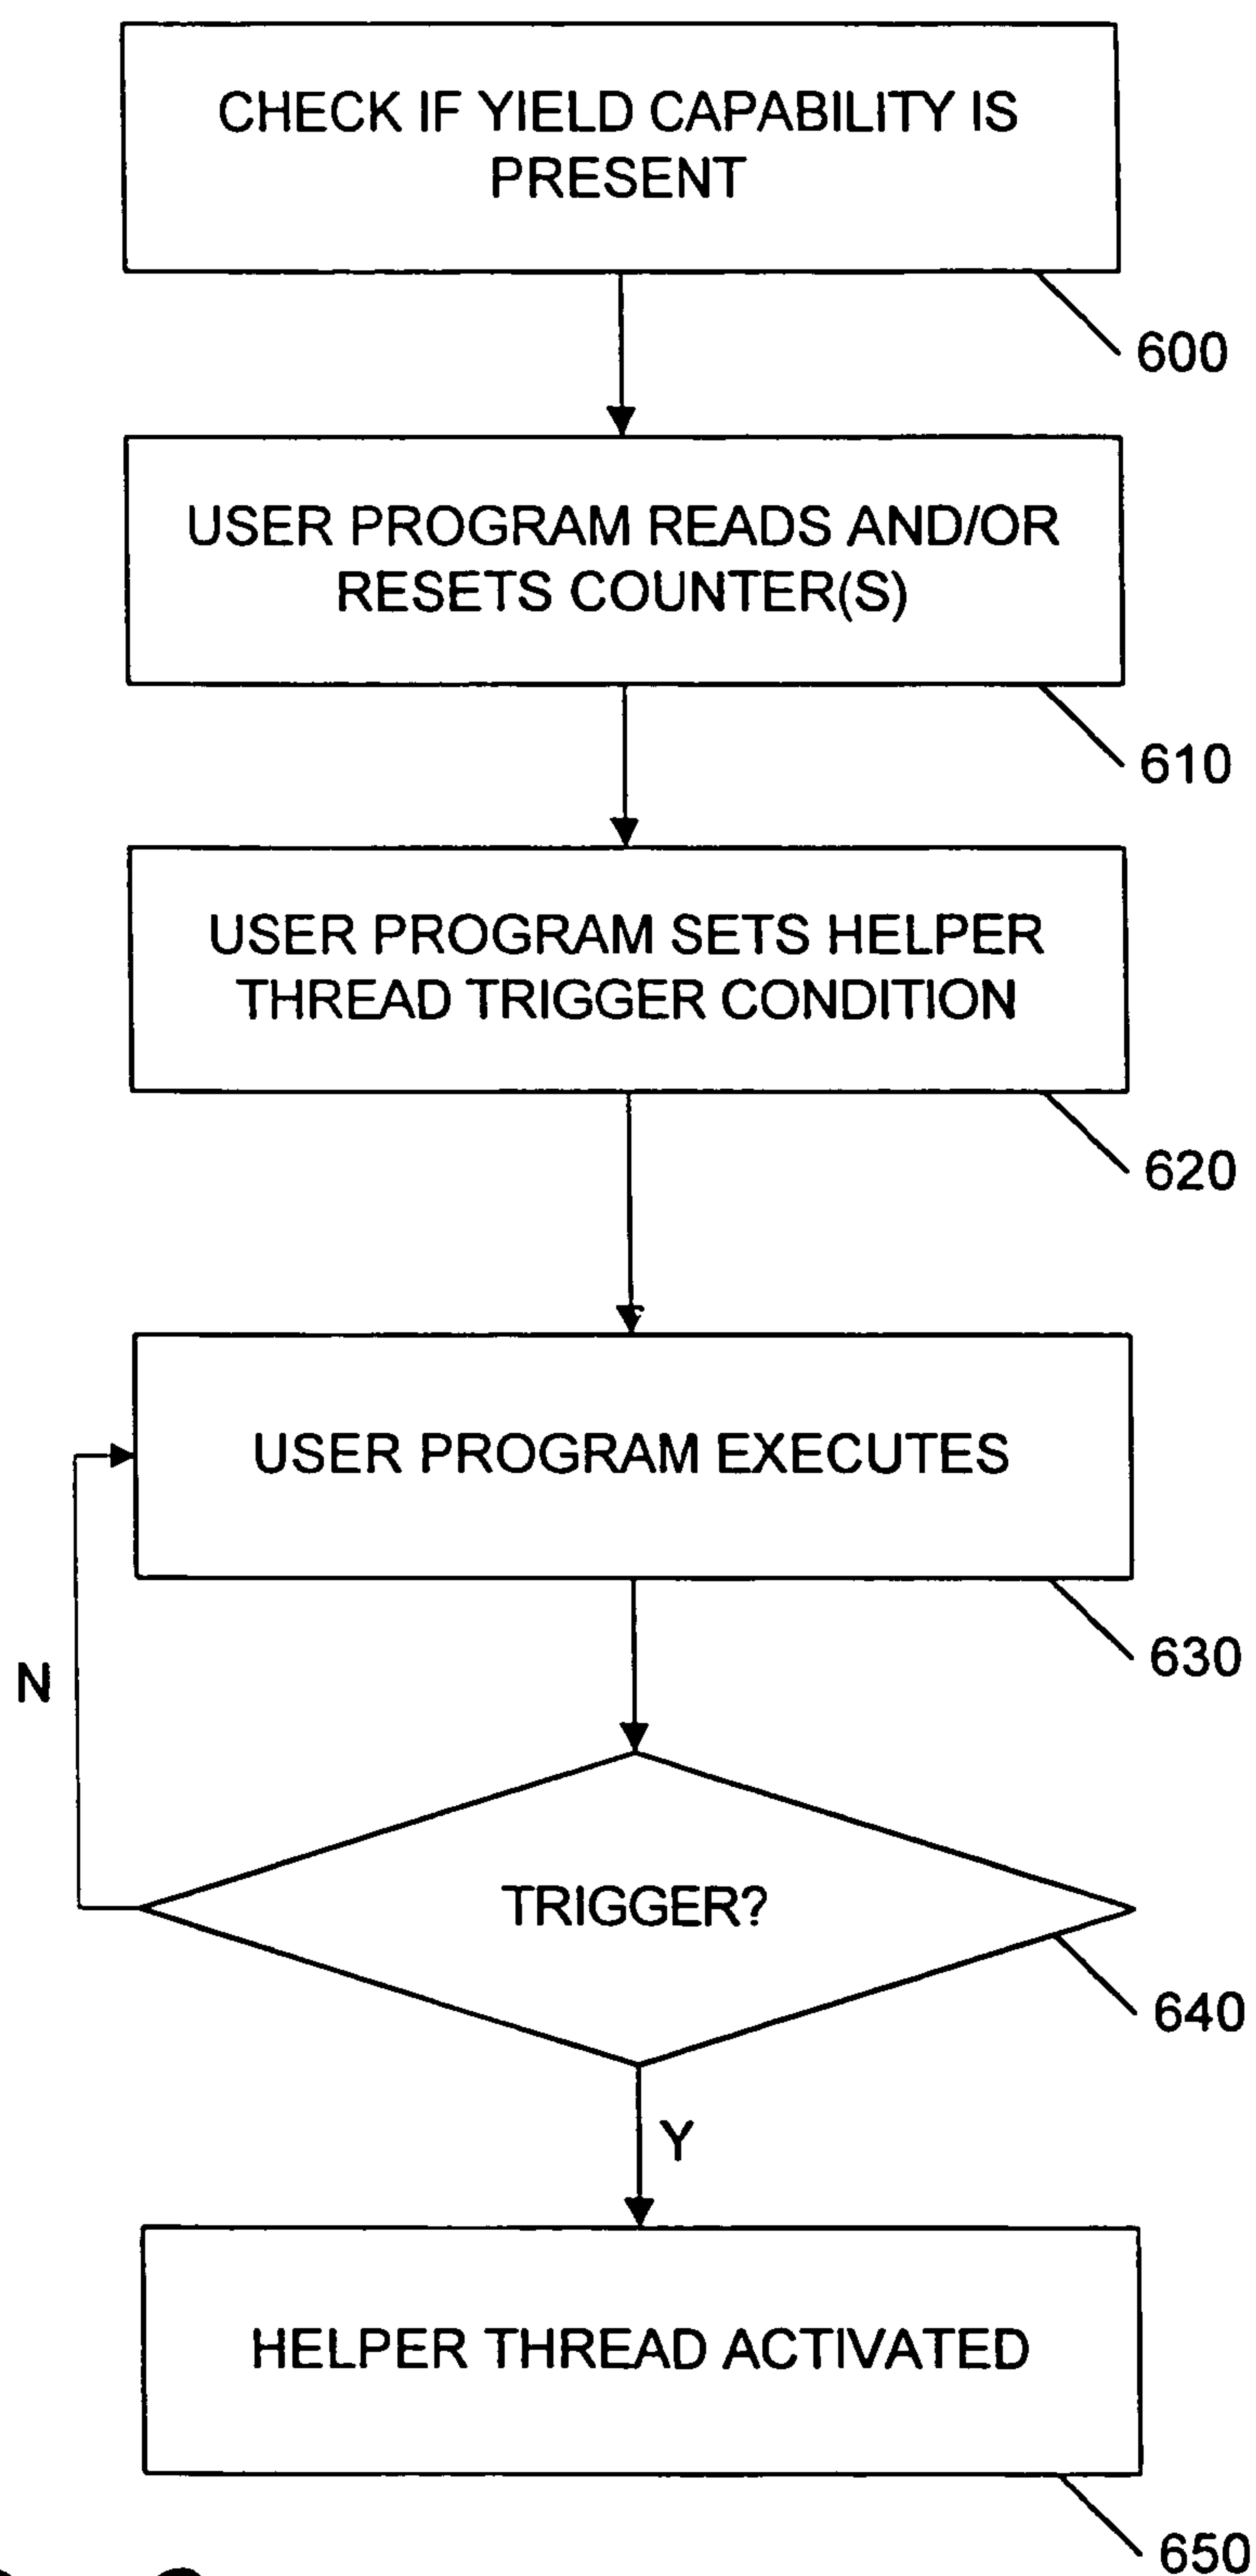 CHECK IF YIELD CAPABILITY IS
PRESENT
600
USER PROGRAM READS AND/OR
RESETS COUNTER(S)
610
USER PROGRAM SETS HELPER
THREAD TRIGGER CONDITION
620
USER PROGRAM EXECUTES
630
N
TRIGGER?
640
Y
HELPER THREAD ACTIVATED
650